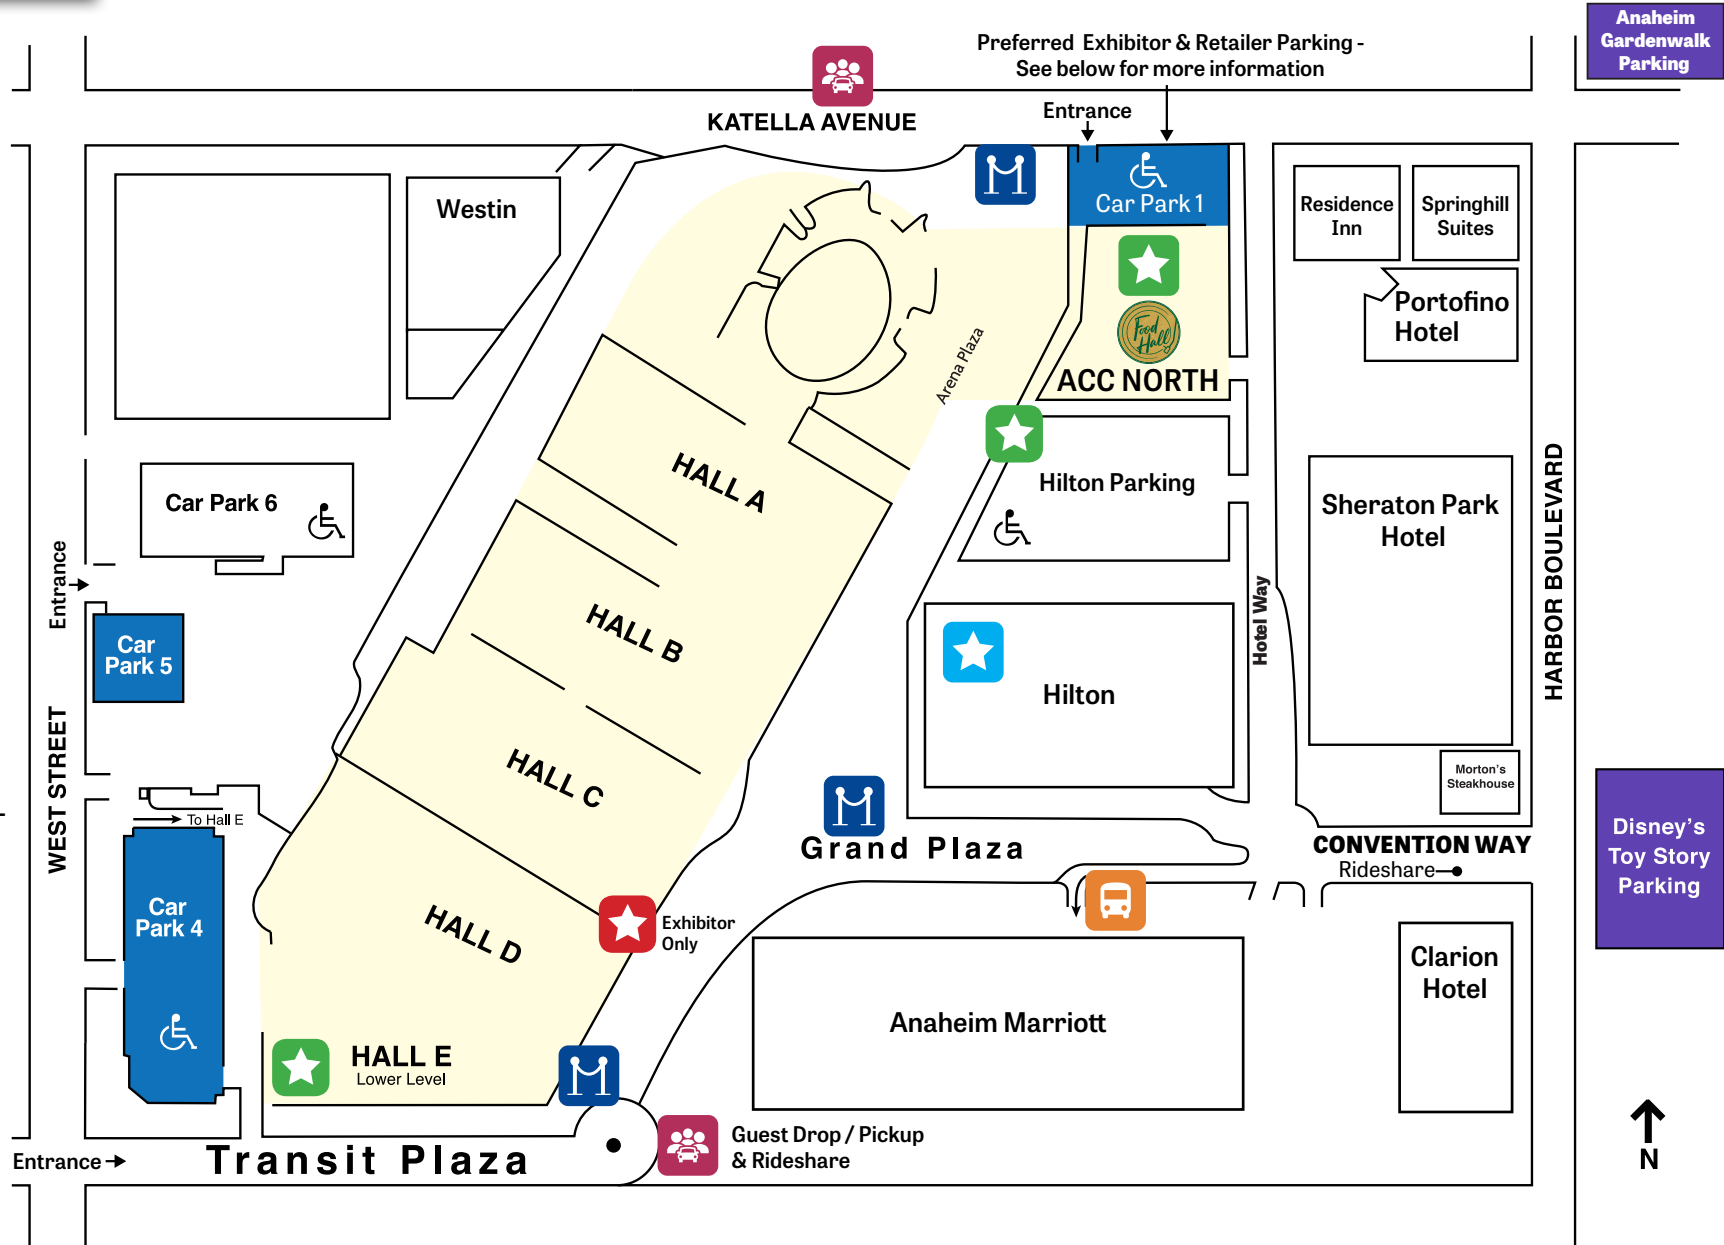 Anaheim
Gardenwalk
Parking
Preferred Exhibitor & Retailer Parking -
See below for more information
Entrance
KATELLA AVENUE
Car Park 1
Westin
Residence
Inn
Springhill
Suites
Portofino
Hotel
Food
Hall
Arena Plaza
ACC NORTH
HALL A
Hilton Parking
Car Park 6
Sheraton Park
Hotel
HARBOR BOULEVARD
Entrance
Hotel Way
HALL B
Car
Park 5
Hilton
WEST STREET
HALL C
Morton's
Steakhouse
To Hall E
Grand Plaza
CONVENTION WAY
Rideshare
Disney's
Toy Story
Parking
Car
Park 4
HALL D
Exhibitor
Only
Clarion
Hotel
Anaheim Marriott
HALL E
Lower Level
Guest Drop / Pickup
& Rideshare
Entrance
Transit Plaza
N